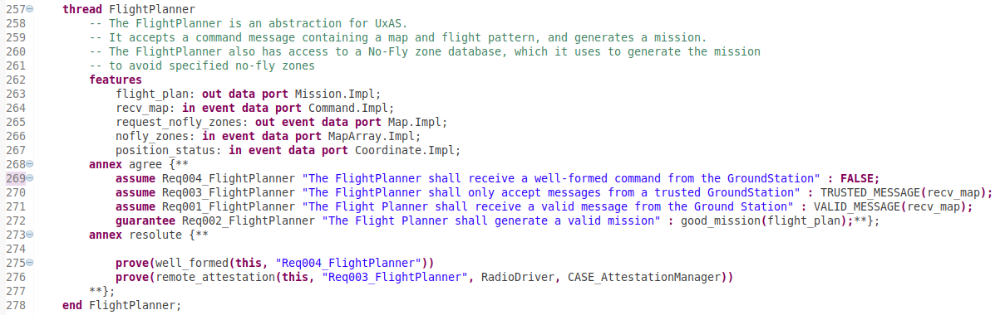 257 thread FlightPlanner
258 -- The FlightPlanner is an abstraction for UxAS.
259 -- It accepts a command message containing a map and flight pattern, and generates a mission.
260 -- The FlightPlanner also has access to a No-Fly zone database, which it uses to generate the mission
261 -- to avoid specified no-fly zones
262 features
263 flight_plan: out data port Mission.Impl;
264 recv_map: in event data port Command.Impl;
265 request_nofly_zones: out event data port Map.Impl;
266 nofly_zones: in event data port MapArray.Impl;
267 position_status: in event data port Coordinate.Impl;
268 annex agree {**
269 assume Req004_FlightPlanner "The FlightPlanner shall receive a well-formed command from the GroundStation" : FALSE;
270 assume Req003_FlightPlanner "The FlightPlanner shall only accept messages from a trusted GroundStation" : TRUSTED_MESSAGE(recv_map);
271 assume Req001_FlightPlanner "The Flight Planner shall receive a valid message from the Ground Station" : VALID_MESSAGE(recv_map);
272 guarantee Req002_FlightPlanner "The Flight Planner shall generate a valid mission" : good_mission(flight_plan);**};
273 annex resolute {**
274
275 prove(well_formed(this, "Req004_FlightPlanner"))
276 prove(remote_attestation(this, "Req003_FlightPlanner", RadioDriver, CASE_AttestationManager))
277 **};
278 end FlightPlanner;